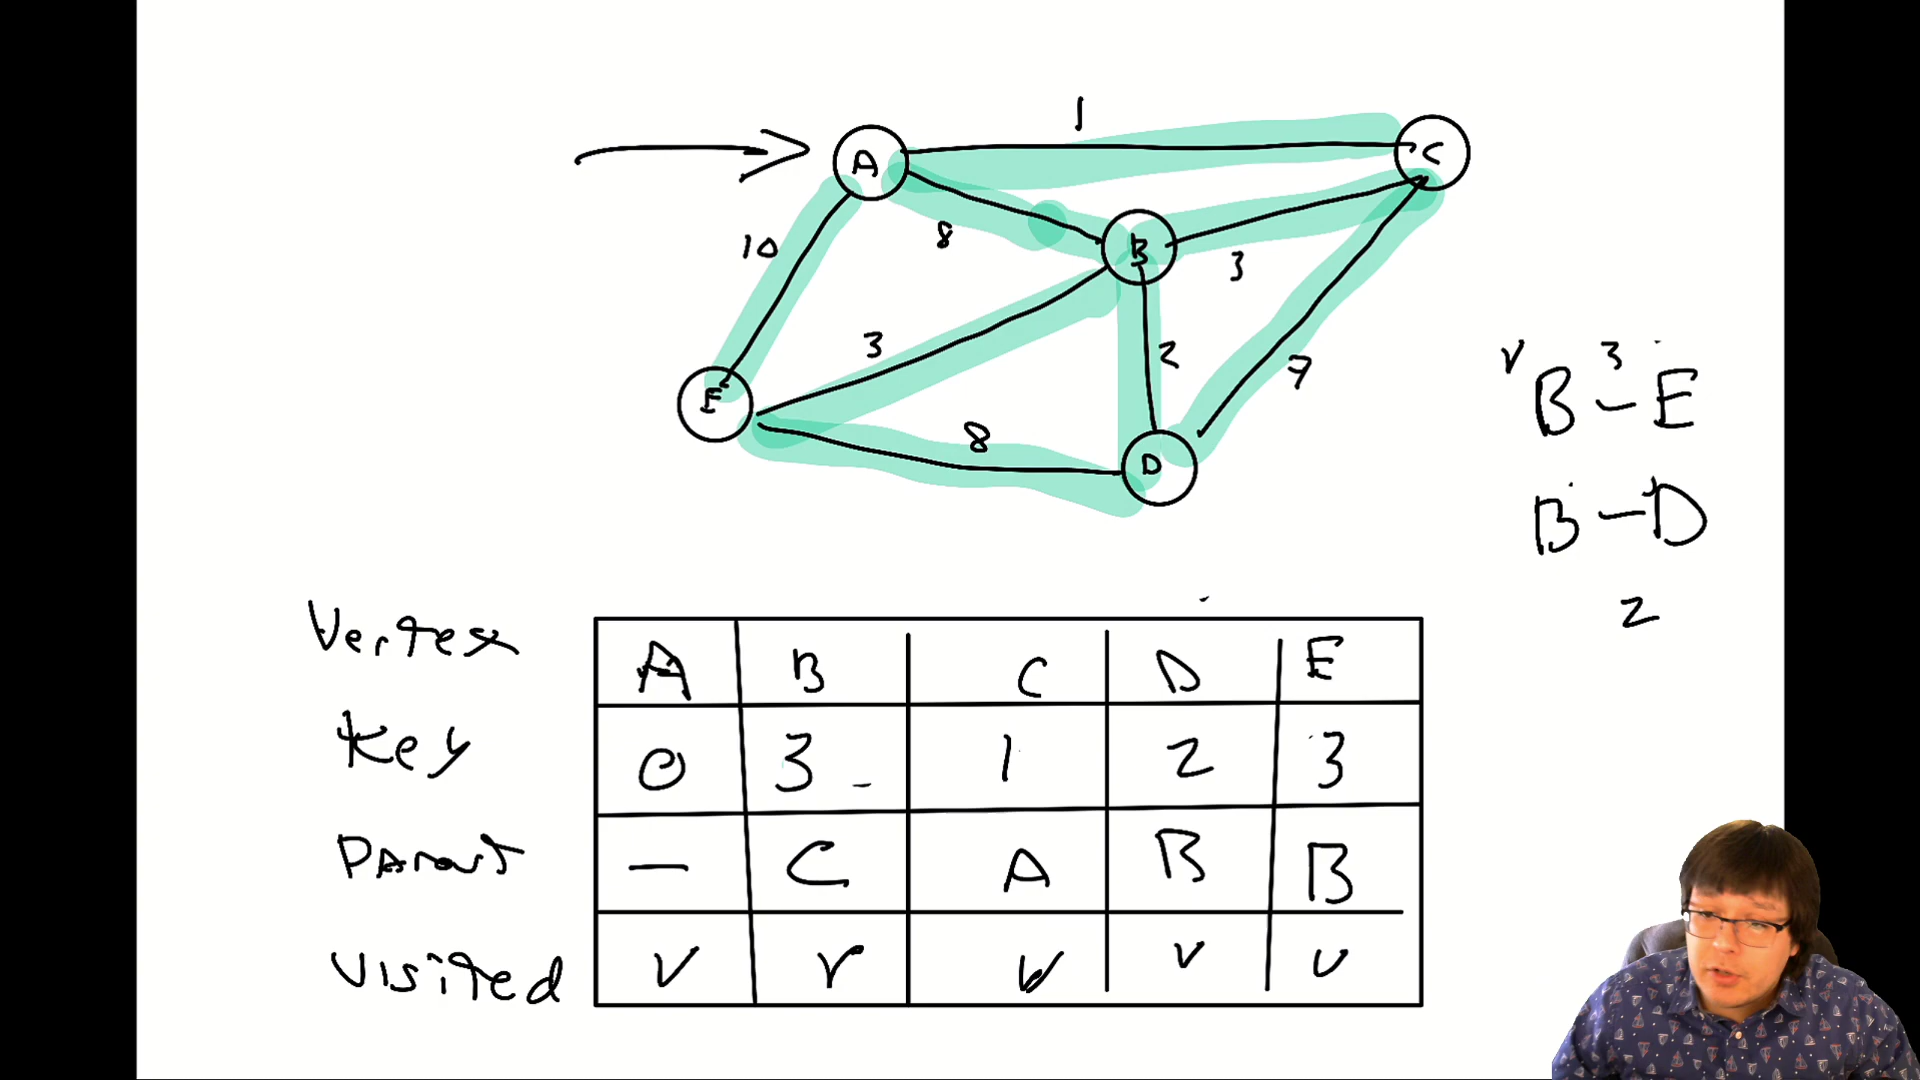 1
A
C
8
10
B
3
3
2
7
E
8
D
v
3
B – E
B – D
2
Vertex A B C D E
Key 0 3 1 2 3
Parent — C A B B
Visited v v v v v